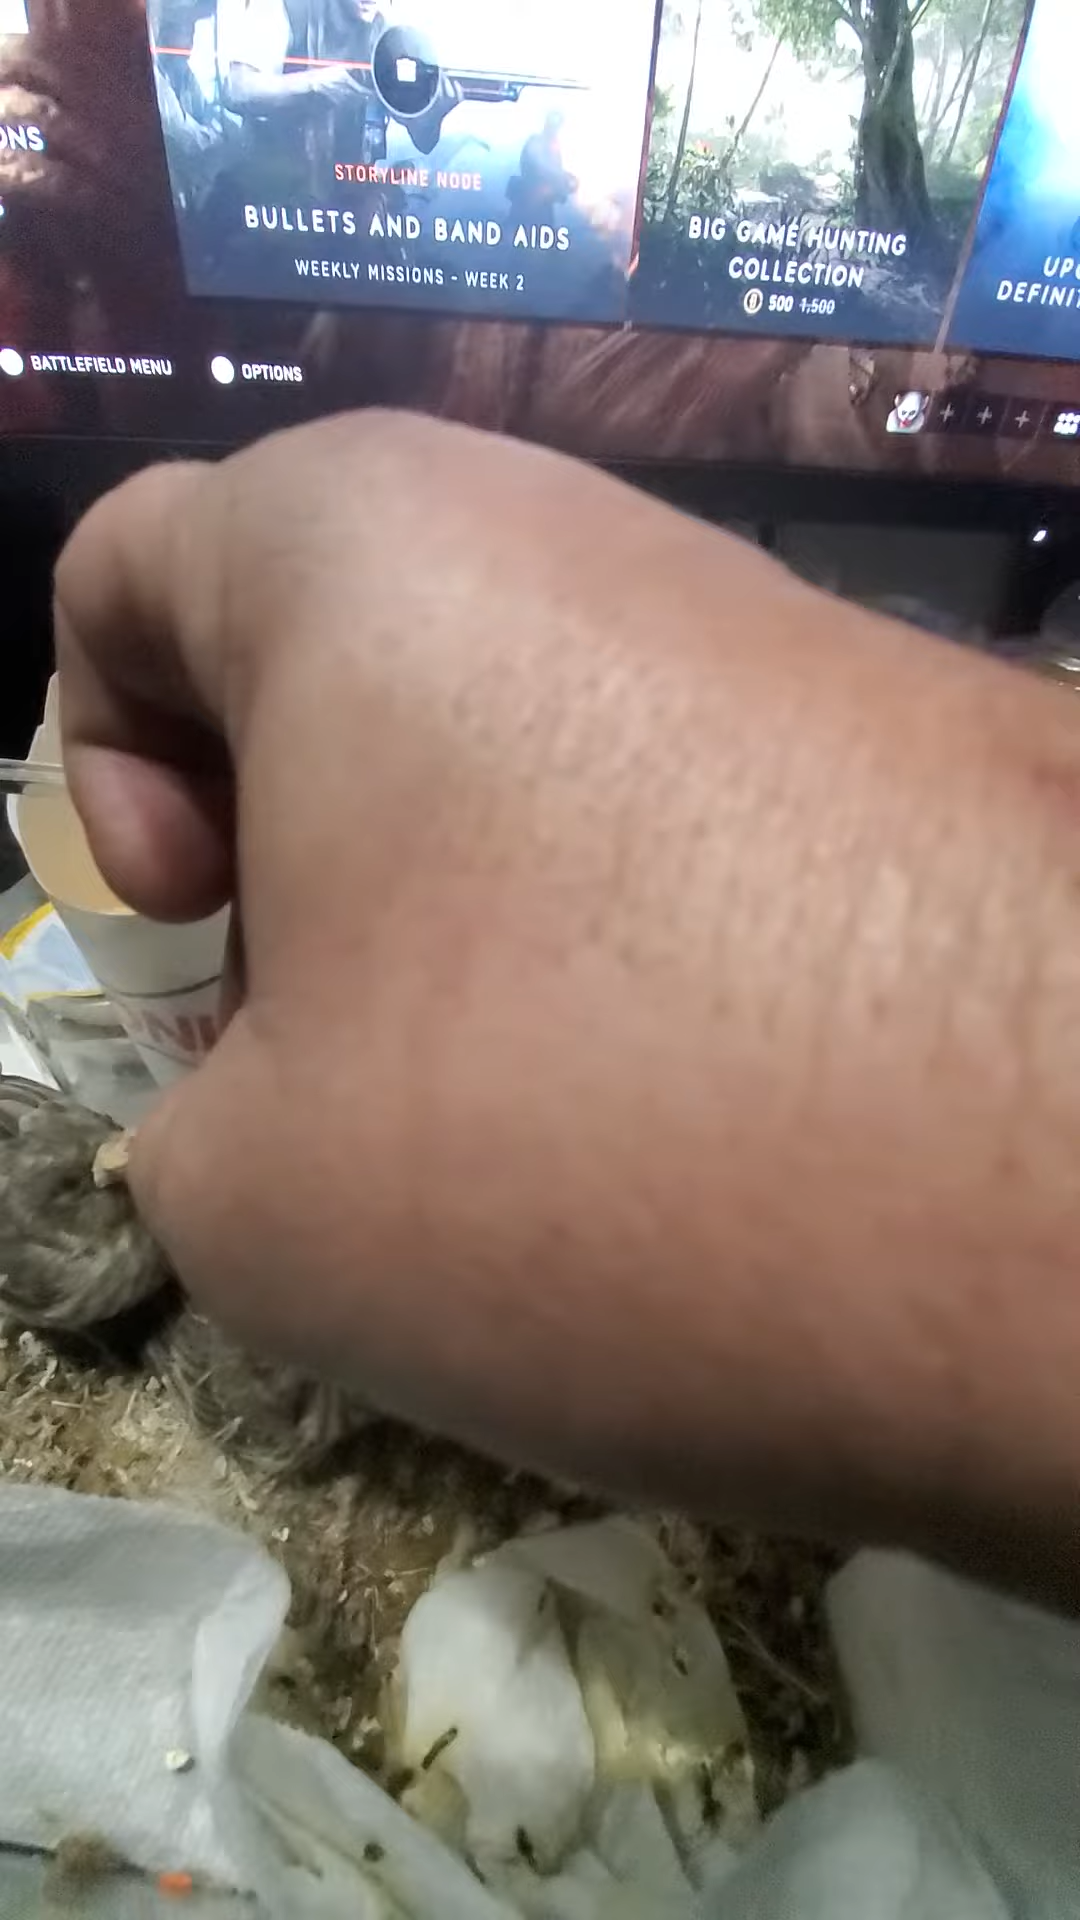 ONS
STORYLINE NODE
BULLETS AND BAND AIDS
WEEKLY MISSIONS - WEEK 2
BIG GAME HUNTING
COLLECTION
500 1,500
UPG
DEFINIT
BATTLEFIELD MENU
OPTIONS